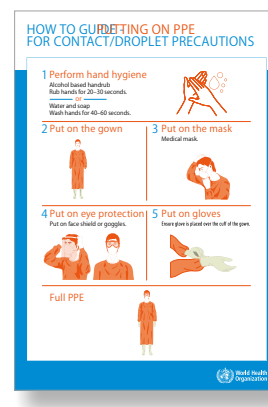 HOW TO GUIDE - PUTTING ON PPE
FOR CONTACT/DROPLET PRECAUTIONS
1 Perform hand hygiene
Alcohol based handrub
Rub hands for 20–30 seconds.
or
Water and soap
Wash hands for 40–60 seconds.
2 Put on the gown
3 Put on the mask
Medical mask.
4 Put on eye protection
Put on face shield or goggles.
5 Put on gloves
Ensure glove is placed over the cuff of the gown.
Full PPE
World Health
Organization